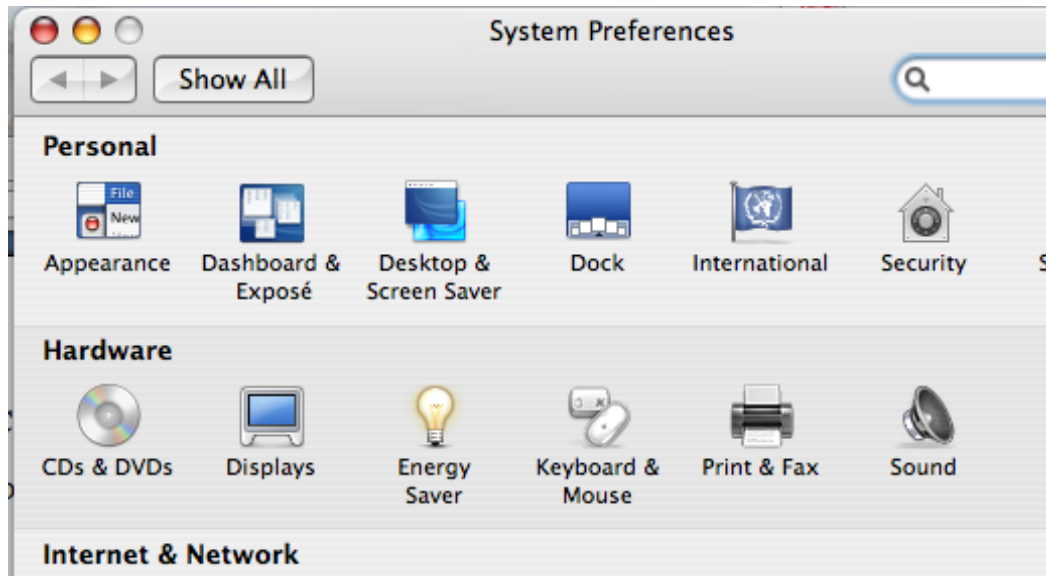 System Preferences
Show All
Personal
File
New
Appearance
Dashboard & Exposé
Desktop & Screen Saver
Dock
International
Security
S
Hardware
CDs & DVDs
Displays
Energy Saver
Keyboard & Mouse
Print & Fax
Sound
Internet & Network